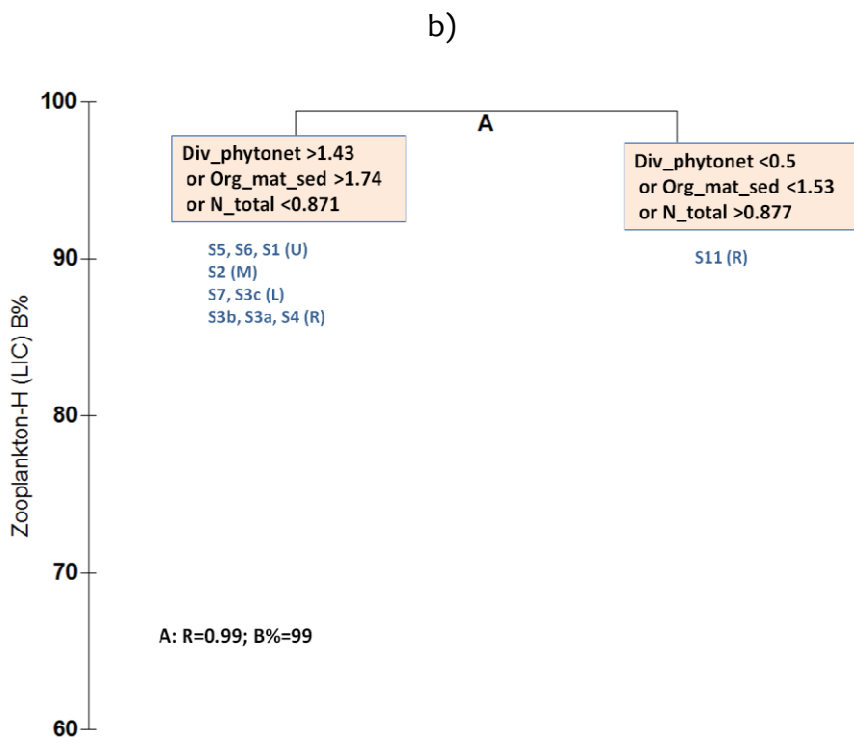 b)
100
A
Div_phytonet >1.43
or Org_mat_sed >1.74
or N_total <0.871
Div_phytonet <0.5
or Org_mat_sed <1.53
or N_total >0.877
90
S5, S6, S1 (U)
S2 (M)
S7, S3c (L)
S3b, S3a, S4 (R)
S11 (R)
Zooplankton-H (LIC) B%
80
70
A: R=0.99; B%=99
60